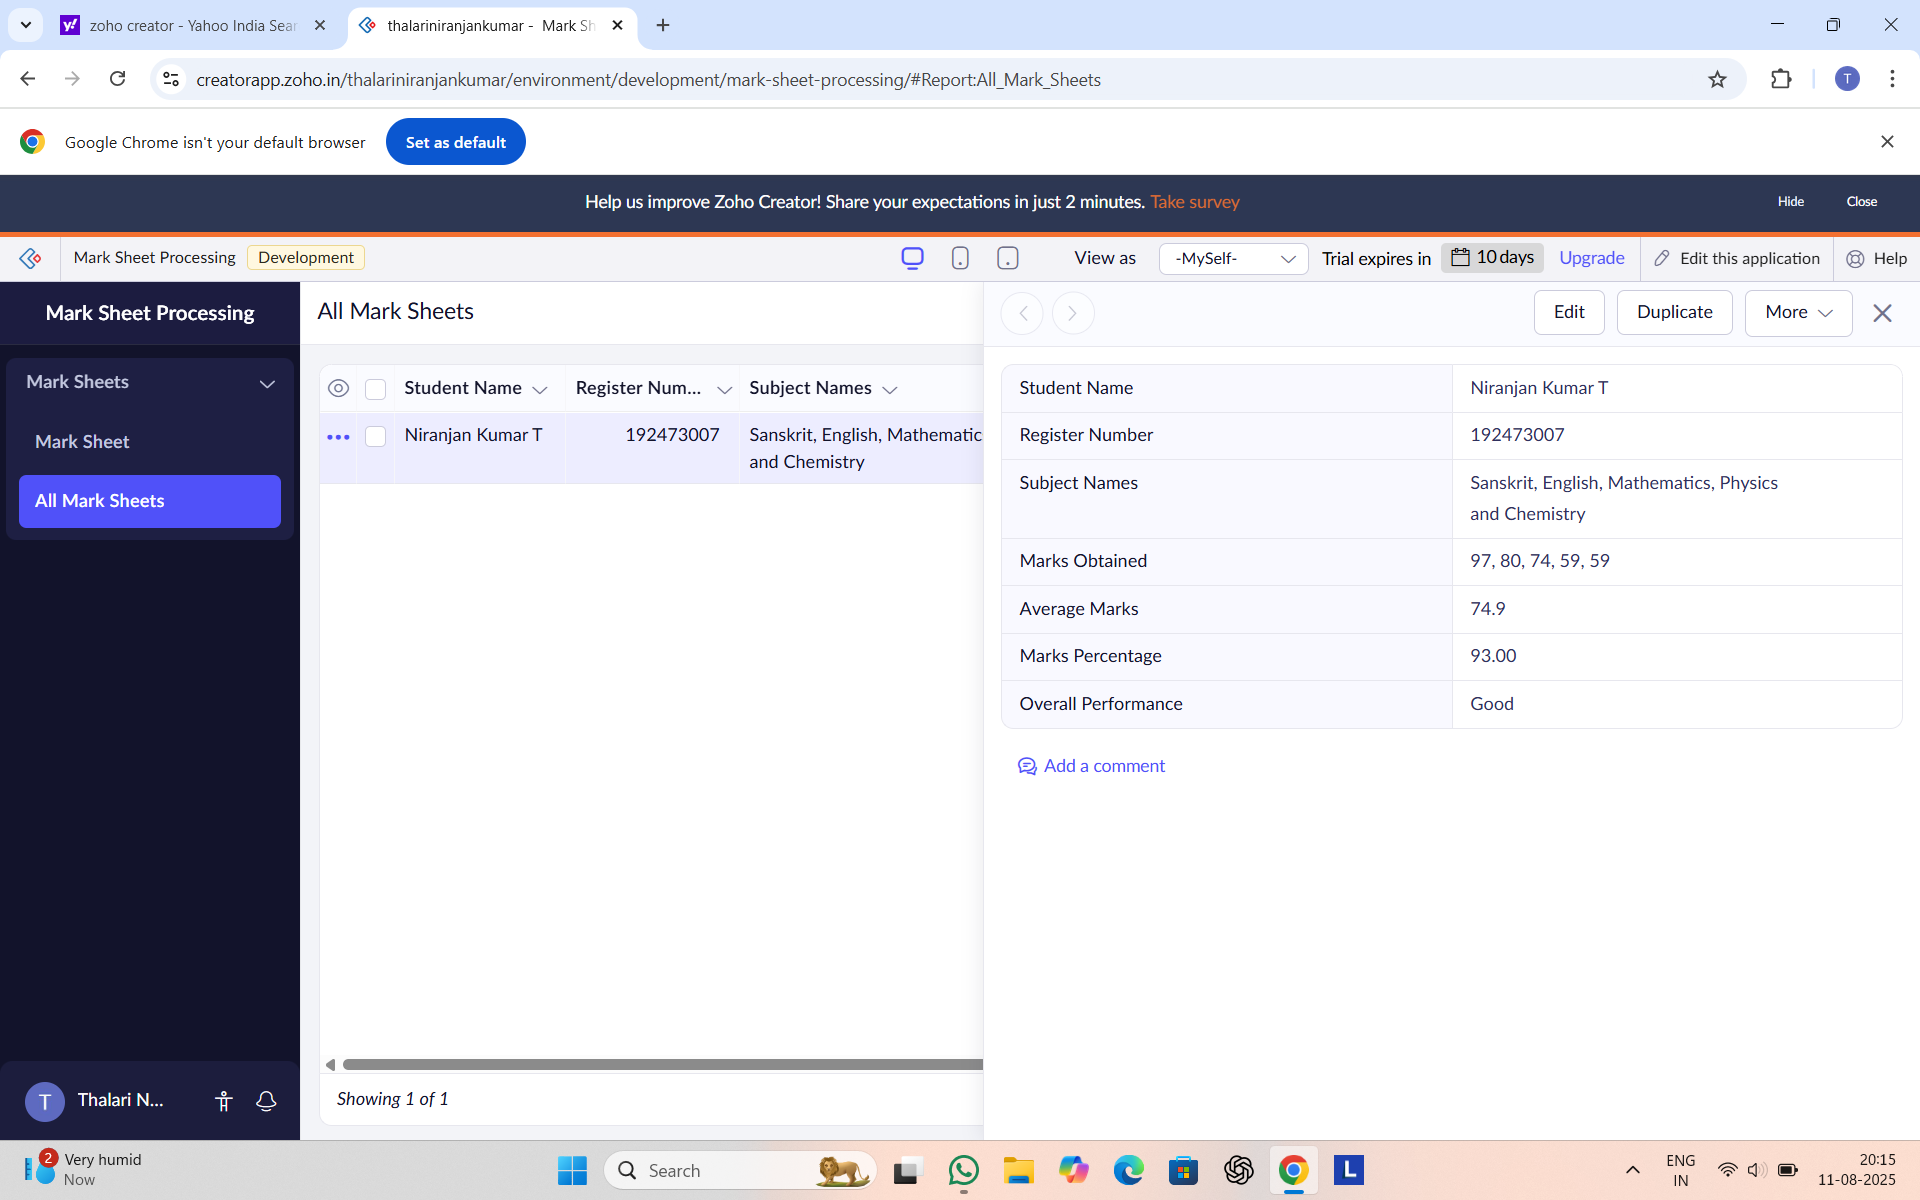 zoho creator - Yahoo India Sear
thalariniranjankumar - Mark Sh
creatorapp.zoho.in/thalariniranjankumar/environment/development/mark-sheet-processing/#Report:All_Mark_Sheets
T
Google Chrome isn't your default browser
Set as default
Help us improve Zoho Creator! Share your expectations in just 2 minutes. Take survey
Hide
Close
Mark Sheet Processing
Development
View as
-MySelf-
Trial expires in
10 days
Upgrade
Edit this application
Help
Mark Sheet Processing
Mark Sheets
Mark Sheet
All Mark Sheets
All Mark Sheets
Student Name
Register Num...
Subject Names
Niranjan Kumar T
192473007
Sanskrit, English, Mathematic
and Chemistry
Showing 1 of 1
Edit
Duplicate
More
Student Name
Niranjan Kumar T
Register Number
192473007
Subject Names
Sanskrit, English, Mathematics, Physics
and Chemistry
Marks Obtained
97, 80, 74, 59, 59
Average Marks
74.9
Marks Percentage
93.00
Overall Performance
Good
Add a comment
T
Thalari N...
2
Very humid
Now
Search
L
ENG
IN
20:15
11-08-2025